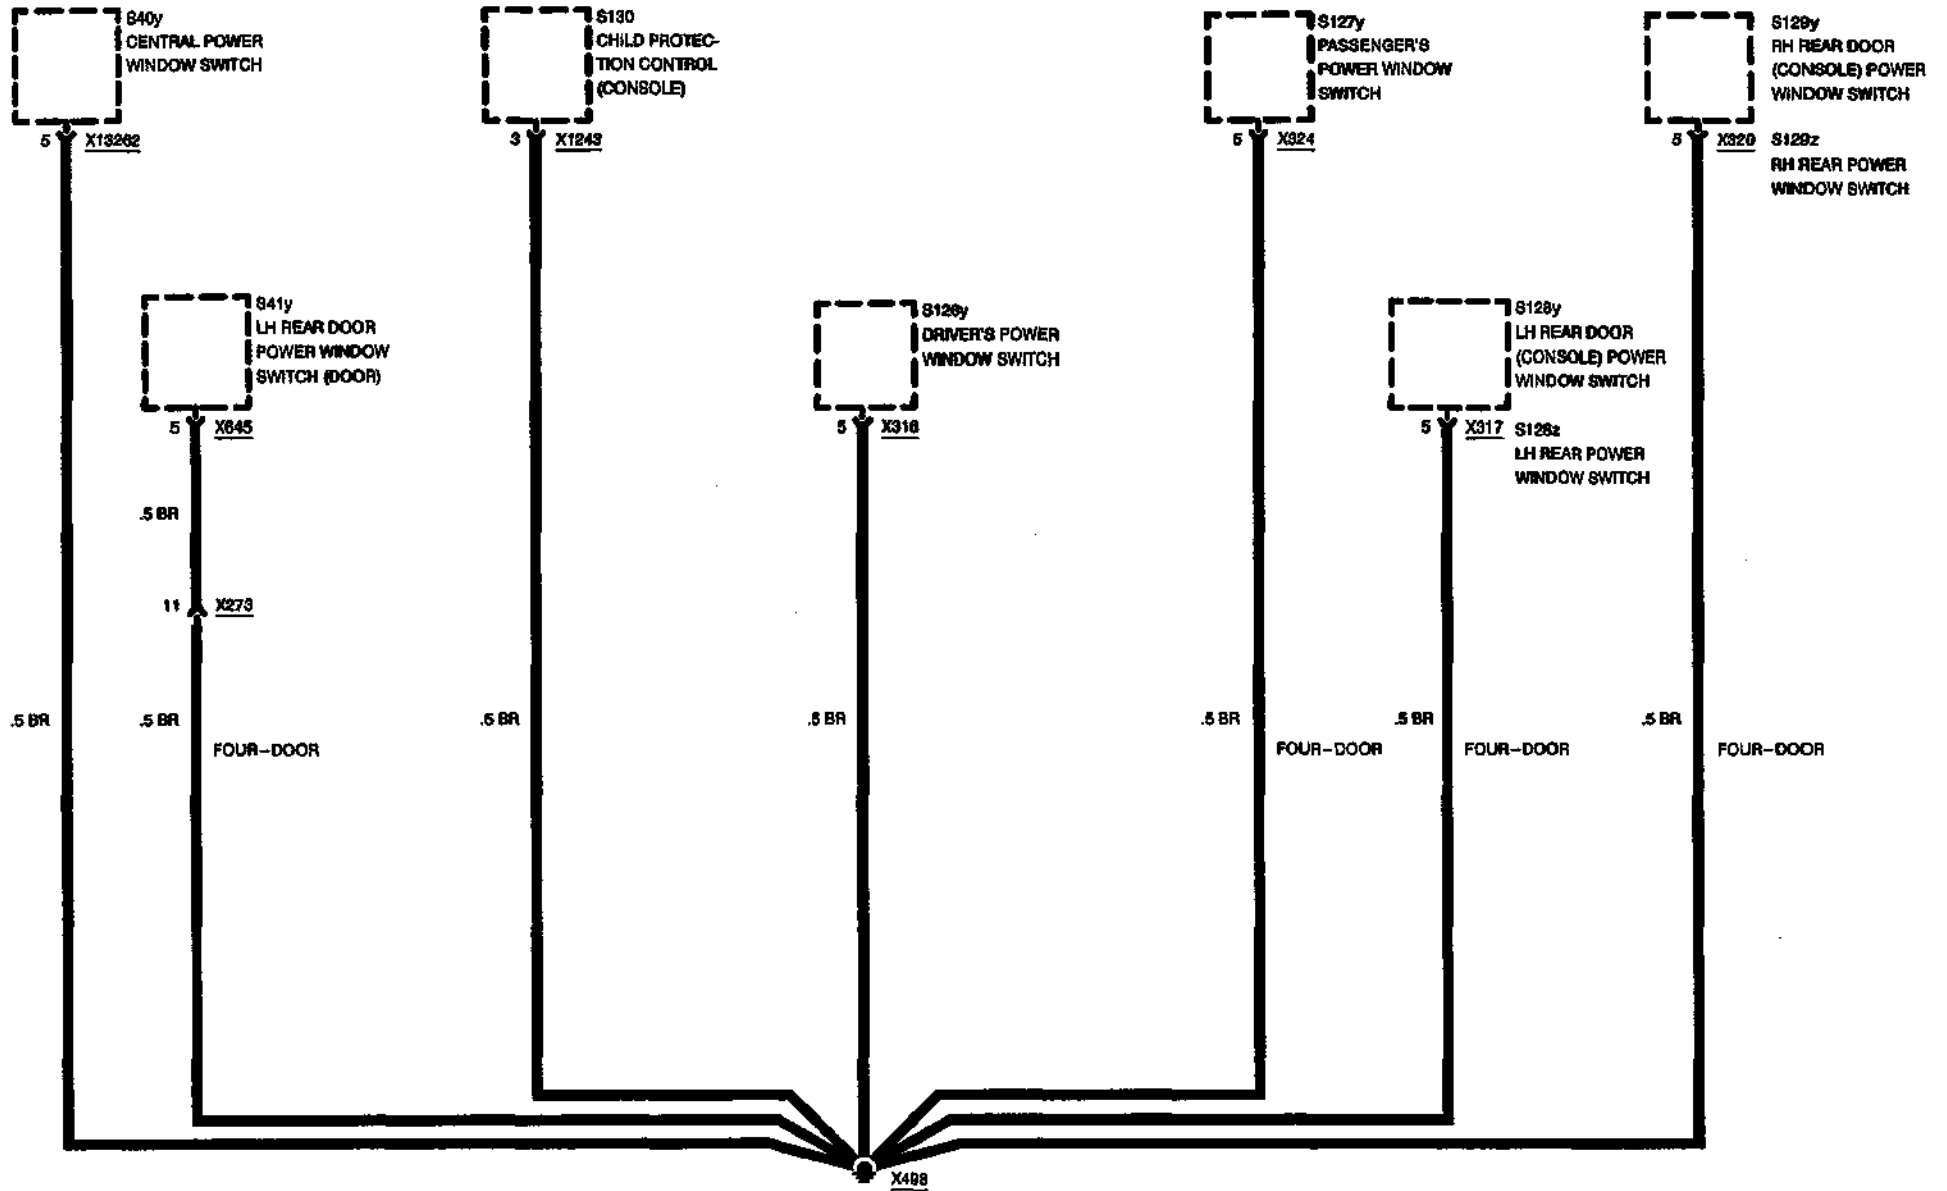 S40y
CENTRAL POWER
WINDOW SWITCH
5 X13262
S130
CHILD PROTEC-
TION CONTROL
(CONSOLE)
3 X1243
S127y
PASSENGER'S
POWER WINDOW
SWITCH
5 X324
S129y
RH REAR DOOR
(CONSOLE) POWER
WINDOW SWITCH
5 X320
S129z
RH REAR POWER
WINDOW SWITCH
S41y
LH REAR DOOR
POWER WINDOW
SWITCH (DOOR)
5 X645
.5 BR
11 X273
S126y
DRIVER'S POWER
WINDOW SWITCH
5 X316
S128y
LH REAR DOOR
(CONSOLE) POWER
WINDOW SWITCH
5 X317
S128z
LH REAR POWER
WINDOW SWITCH
.5 BR
.5 BR
FOUR-DOOR
.5 BR
.5 BR
.5 BR
FOUR-DOOR
.5 BR
FOUR-DOOR
.5 BR
FOUR-DOOR
X498